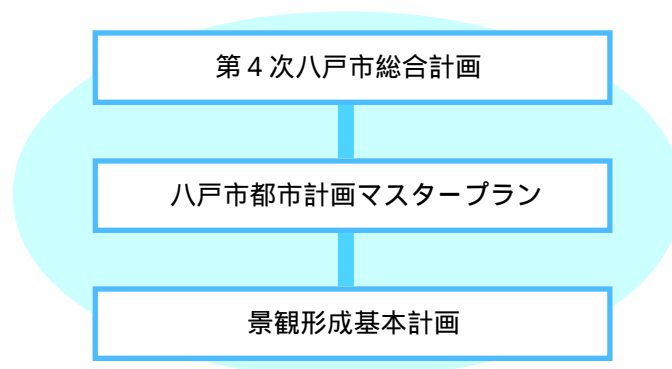 第４次八戸市総合計画
八戸市都市計画マスタープラン
景観形成基本計画